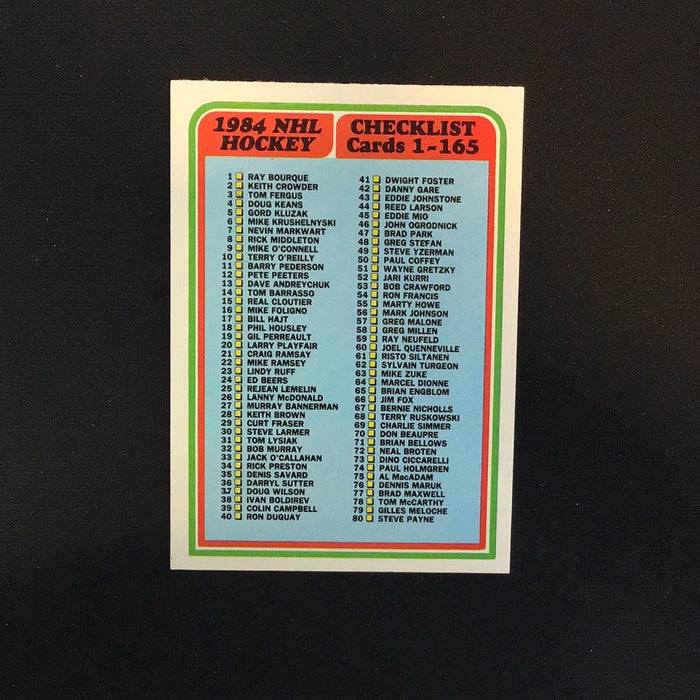 1984 NHL
HOCKEY
CHECKLIST
Cards 1-165
1 RAY BOURQUE
2 KEITH CROWDER
3 TOM FERGUS
4 DOUG KEANS
5 GORD KLUZAK
6 MIKE KRUSHELNYSKI
7 NEVIN MARKWART
8 RICK MIDDLETON
9 MIKE O'CONNELL
10 TERRY O'REILLY
11 BARRY PEDERSON
12 PETE PEETERS
13 DAVE ANDREYCHUK
14 TOM BARRASSO
15 REAL CLOUTIER
16 MIKE FOLIGNO
17 BILL HAJT
18 PHIL HOUSLEY
19 GIL PERREAULT
20 LARRY PLAYFAIR
21 CRAIG RAMSAY
22 MIKE RAMSEY
23 LINDY RUFF
24 ED BEERS
25 REJEAN LEMELIN
26 LANNY McDONALD
27 MURRAY BANNERMAN
28 KEITH BROWN
29 CURT FRASER
30 STEVE LARMER
31 TOM LYSIAK
32 BOB MURRAY
33 JACK O'CALLAHAN
34 RICK PRESTON
35 DENIS SAVARD
36 DARRYL SUTTER
37 DOUG WILSON
38 IVAN BOLDIREV
39 COLIN CAMPBELL
40 RON DUGUAY
41 DWIGHT FOSTER
42 DANNY GARE
43 EDDIE JOHNSTONE
44 REED LARSON
45 EDDIE MIO
46 JOHN OGRODNICK
47 BRAD PARK
48 GREG STEFAN
49 STEVE YZERMAN
50 PAUL COFFEY
51 WAYNE GRETZKY
52 JARI KURRI
53 BOB CRAWFORD
54 RON FRANCIS
55 MARTY HOWE
56 MARK JOHNSON
57 GREG MALONE
58 GREG MILLEN
59 RAY NEUFELD
60 JOEL QUENNEVILLE
61 RISTO SILTANEN
62 SYLVAIN TURGEON
63 MIKE ZUKE
64 MARCEL DIONNE
65 BRIAN ENGBLOM
66 JIM FOX
67 BERNIE NICHOLLS
68 TERRY RUSKOWSKI
69 CHARLIE SIMMER
70 DON BEAUPRE
71 BRIAN BELLOWS
72 NEAL BROTEN
73 DINO CICCARELLI
74 PAUL HOLMGREN
75 AL MacADAM
76 DENNIS MARUK
77 BRAD MAXWELL
78 TOM McCARTHY
79 GILLES MELOCHE
80 STEVE PAYNE